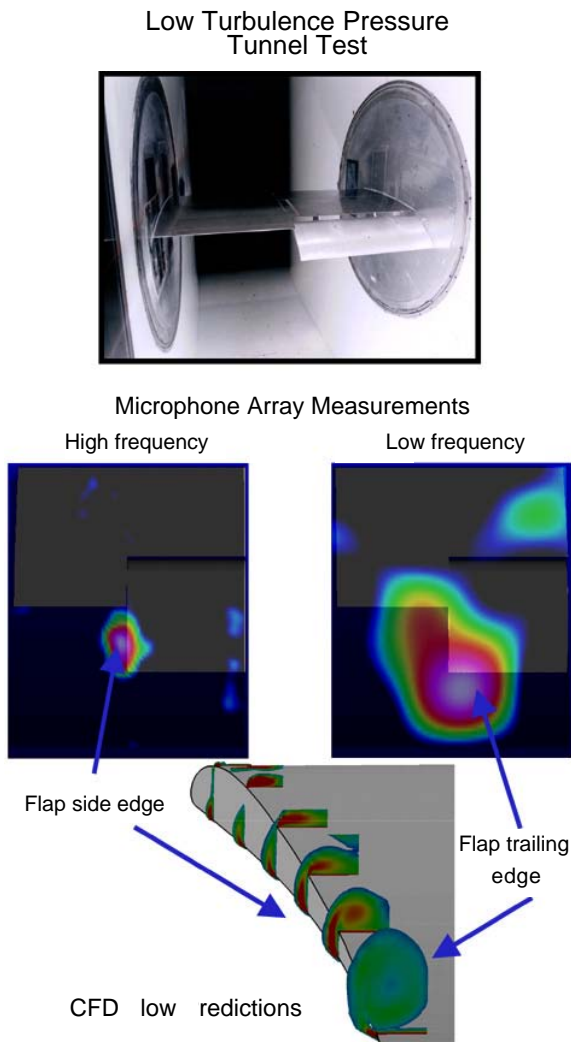 Low Turbulence Pressure
Tunnel Test
Microphone Array Measurements
High frequency
Low frequency
Flap side edge
Flap trailing
edge
CFD low redictions